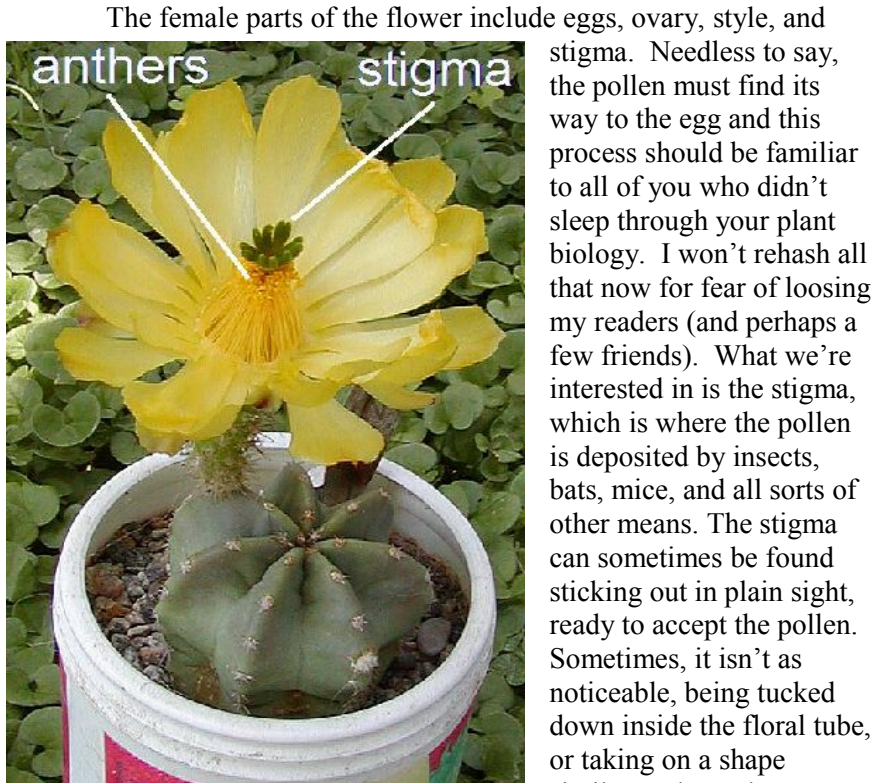 The female parts of the flower include eggs, ovary, style, and
anthers
stigma
stigma.  Needless to say,
the pollen must find its
way to the egg and this
process should be familiar
to all of you who didn’t
sleep through your plant
biology.  I won’t rehash all
that now for fear of loosing
my readers (and perhaps a
few friends).  What we’re
interested in is the stigma,
which is where the pollen
is deposited by insects,
bats, mice, and all sorts of
other means. The stigma
can sometimes be found
sticking out in plain sight,
ready to accept the pollen.
Sometimes, it isn’t as
noticeable, being tucked
down inside the floral tube,
or taking on a shape